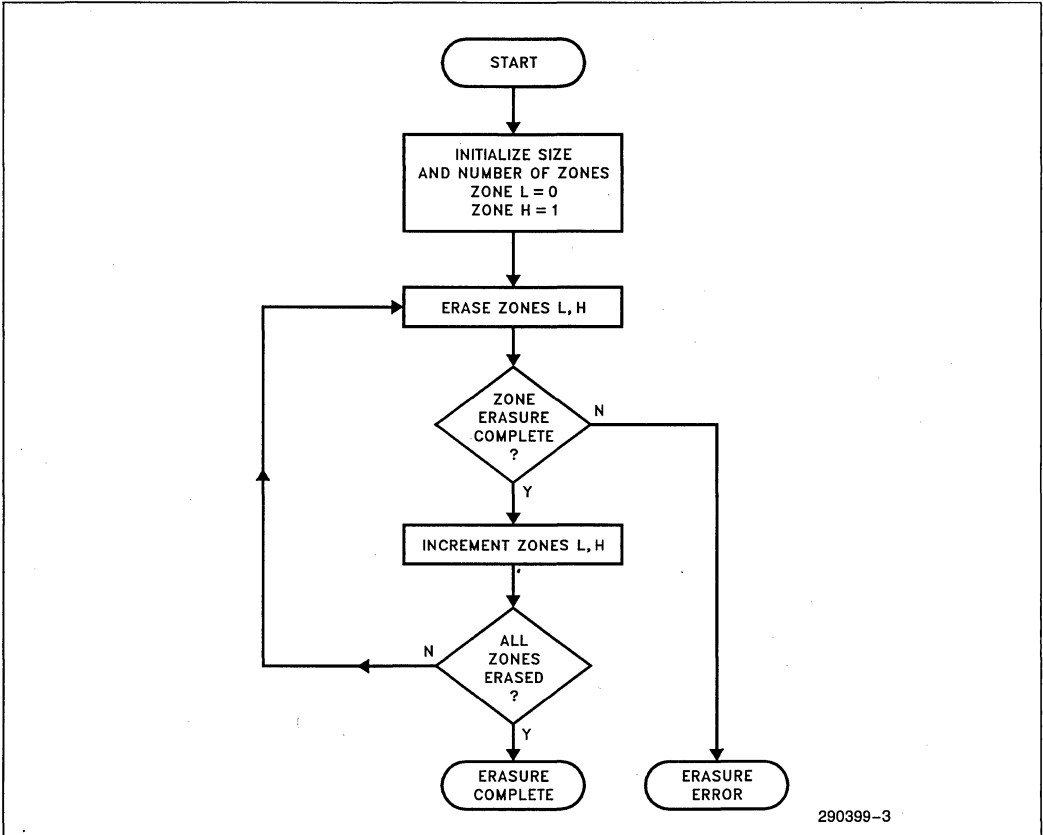 START
INITIALIZE SIZE
AND NUMBER OF ZONES
ZONE L = 0
ZONE H = 1
ERASE ZONES L, H
ZONE
ERASURE
COMPLETE
?
N
Y
INCREMENT ZONES L, H
ALL
ZONES
ERASED
?
N
Y
ERASURE
COMPLETE
ERASURE
ERROR
290399-3